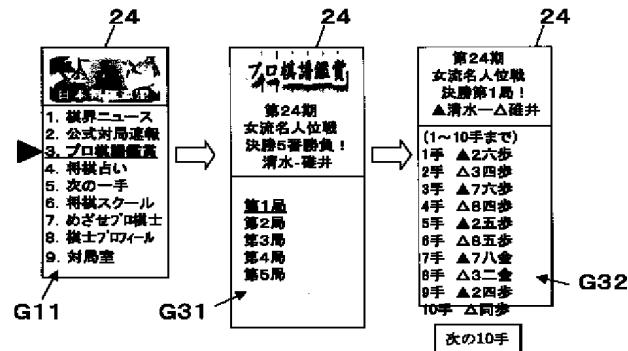 24
1. 棋界ニュース
2. 公式対局速報
3. プロ棋譜鑑賞
4. 将棋占い
5. 次の一手
6. 将棋スクール
7. めざせプロ棋士
8. 棋士プロフィール
9. 対局室
G11
24
プロ棋譜鑑賞
第24期
女流名人位戦
決勝5番勝負!
清水-碓井
第1局
第2局
第3局
第4局
第5局
G31
24
第24期
女流名人位戦
決勝第1局!
▲清水―△碓井
(1～10手まで)
1手 ▲2六歩
2手 △3四歩
3手 ▲7六歩
4手 △8四歩
5手 ▲2五歩
6手 △8五歩
7手 ▲7八金
8手 △3二金
9手 ▲2四歩
10手 △同歩
G32
次の10手